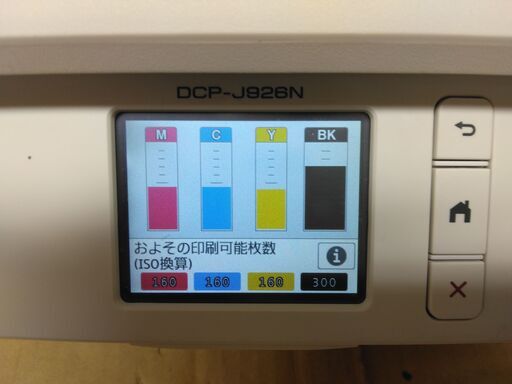 DCP-J926N
M C Y BK
およその印刷可能枚数
(ISO換算)
160 160 160 300